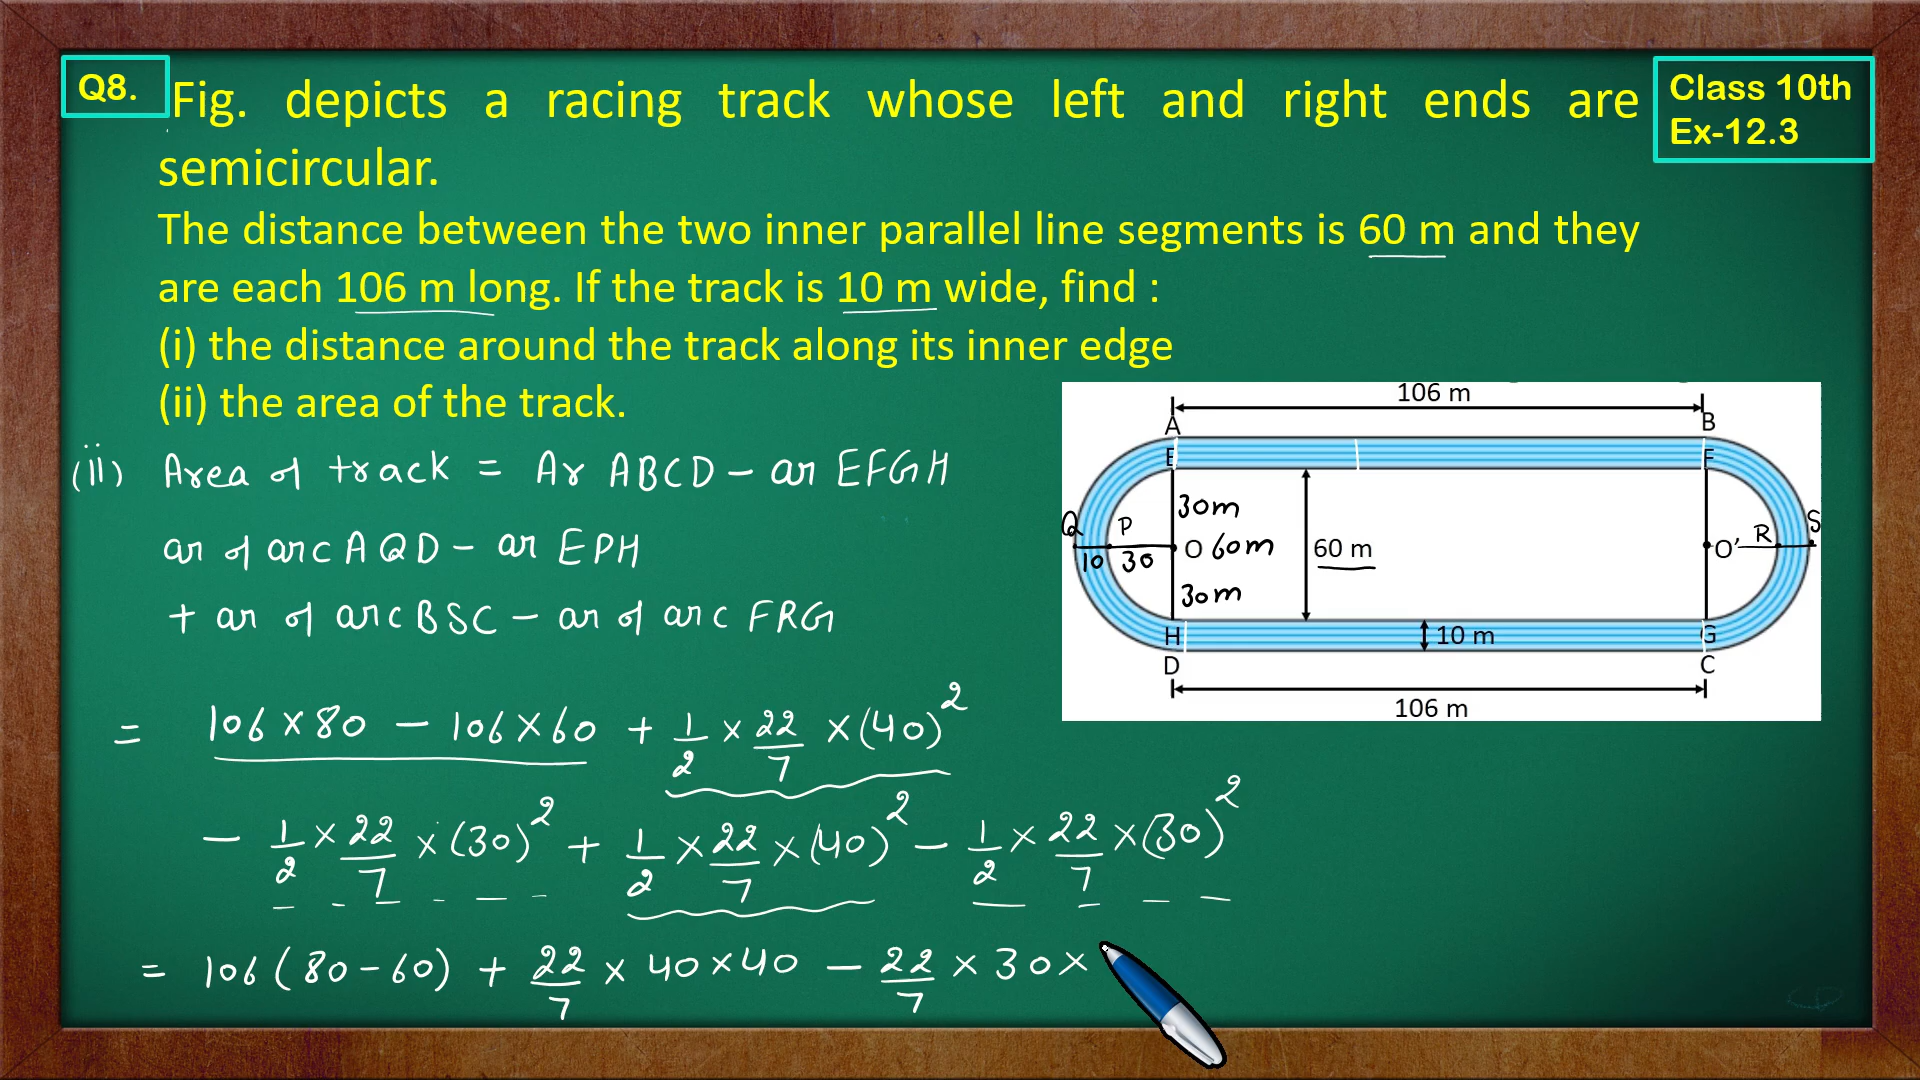 Q8.
Fig. depicts a racing track whose left and right ends are
semicircular.
Class 10th
Ex-12.3
The distance between the two inner parallel line segments is 60 m and they
are each 106 m long. If the track is 10 m wide, find :
(i) the distance around the track along its inner edge
(ii) the area of the track.
(ii) Area of track = Ar ABCD - ar EFGH
ar of arc AQD - ar EPH
+ ar of arc BSC - ar of arc FRG
= 106 × 80 - 106 × 60 + 1/2 × 22/7 × (40)²
- 1/2 × 22/7 × (30)² + 1/2 × 22/7 × (40)² - 1/2 × 22/7 × (30)²
= 106 (80 - 60) + 22/7 × 40 × 40 - 22/7 × 30 ×
106 m
A B
E F
30m
Q P O 60m 60 m O' R S
10 30
30m
H 10 m G
D C
106 m